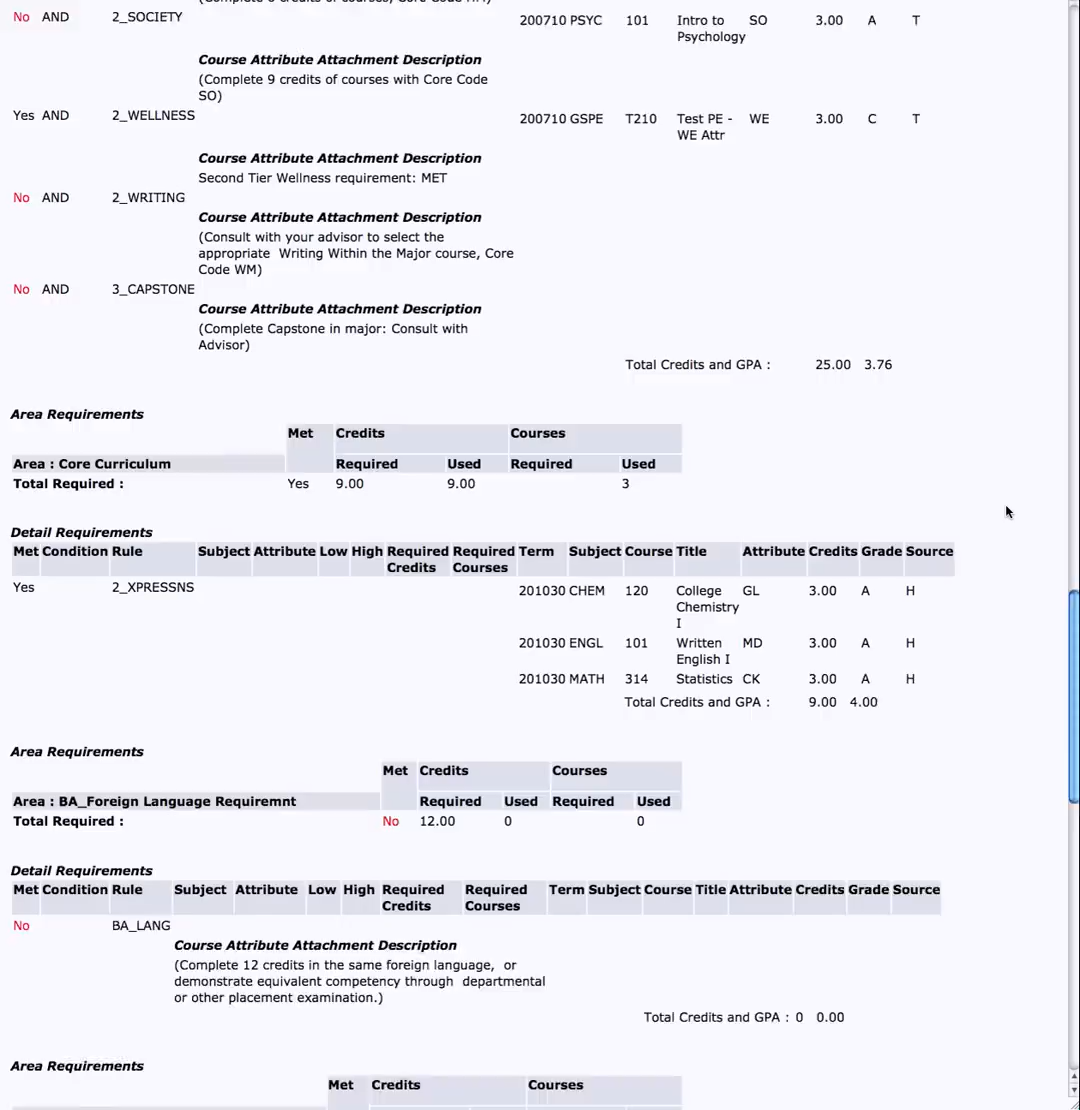 (Complete 6 credits of courses, Core Code HM)
No AND 2_SOCIETY 200710 PSYC 101 Intro to SO 3.00 A T
Psychology
Course Attribute Attachment Description
(Complete 9 credits of courses with Core Code
SO)
Yes AND 2_WELLNESS 200710 GSPE T210 Test PE - WE 3.00 C T
WE Attr
Course Attribute Attachment Description
Second Tier Wellness requirement: MET
No AND 2_WRITING
Course Attribute Attachment Description
(Consult with your advisor to select the
appropriate Writing Within the Major course, Core
Code WM)
No AND 3_CAPSTONE
Course Attribute Attachment Description
(Complete Capstone in major: Consult with
Advisor)
Total Credits and GPA : 25.00 3.76
Area Requirements
Met Credits Courses
Area : Core Curriculum Required Used Required Used
Total Required : Yes 9.00 9.00 3
Detail Requirements
Met Condition Rule Subject Attribute Low High Required Required Term Subject Course Title Attribute Credits Grade Source
Credits Courses
Yes 2_XPRESSNS 201030 CHEM 120 College GL 3.00 A H
Chemistry
I
201030 ENGL 101 Written MD 3.00 A H
English I
201030 MATH 314 Statistics CK 3.00 A H
Total Credits and GPA : 9.00 4.00
Area Requirements
Met Credits Courses
Area : BA_Foreign Language Requiremnt Required Used Required Used
Total Required : No 12.00 0 0
Detail Requirements
Met Condition Rule Subject Attribute Low High Required Required Term Subject Course Title Attribute Credits Grade Source
Credits Courses
No BA_LANG
Course Attribute Attachment Description
(Complete 12 credits in the same foreign language, or
demonstrate equivalent competency through departmental
or other placement examination.)
Total Credits and GPA : 0 0.00
Area Requirements
Met Credits Courses